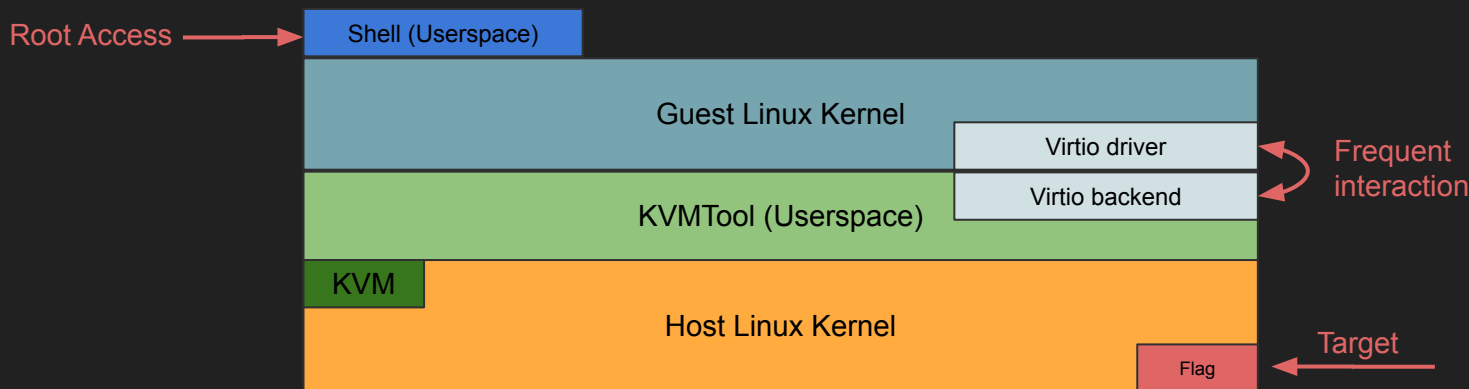 Root Access
Shell (Userspace)
Guest Linux Kernel
Virtio driver
Frequent
interaction
Virtio backend
KVMTool (Userspace)
KVM
Host Linux Kernel
Target
Flag